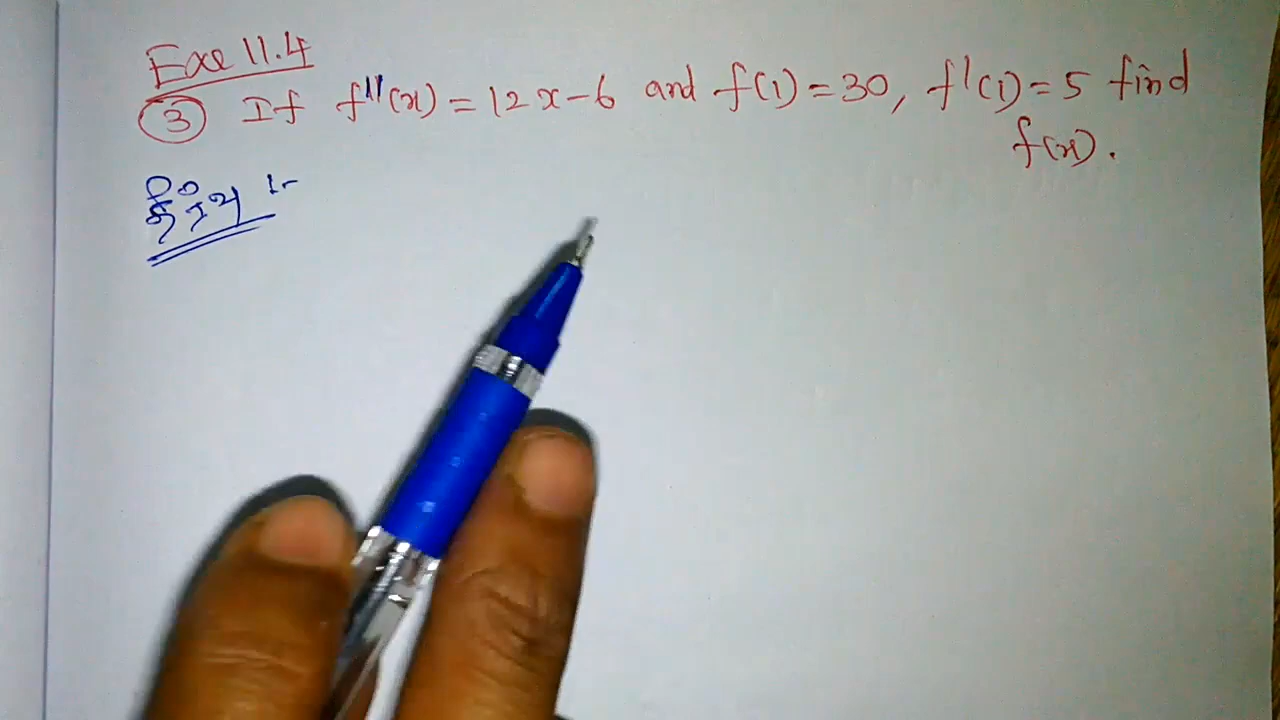 Exe 11.4
③ If f''(x) = 12x-6 and f(1) = 30, f'(1) = 5 find
f(x).
தீர்வு :-